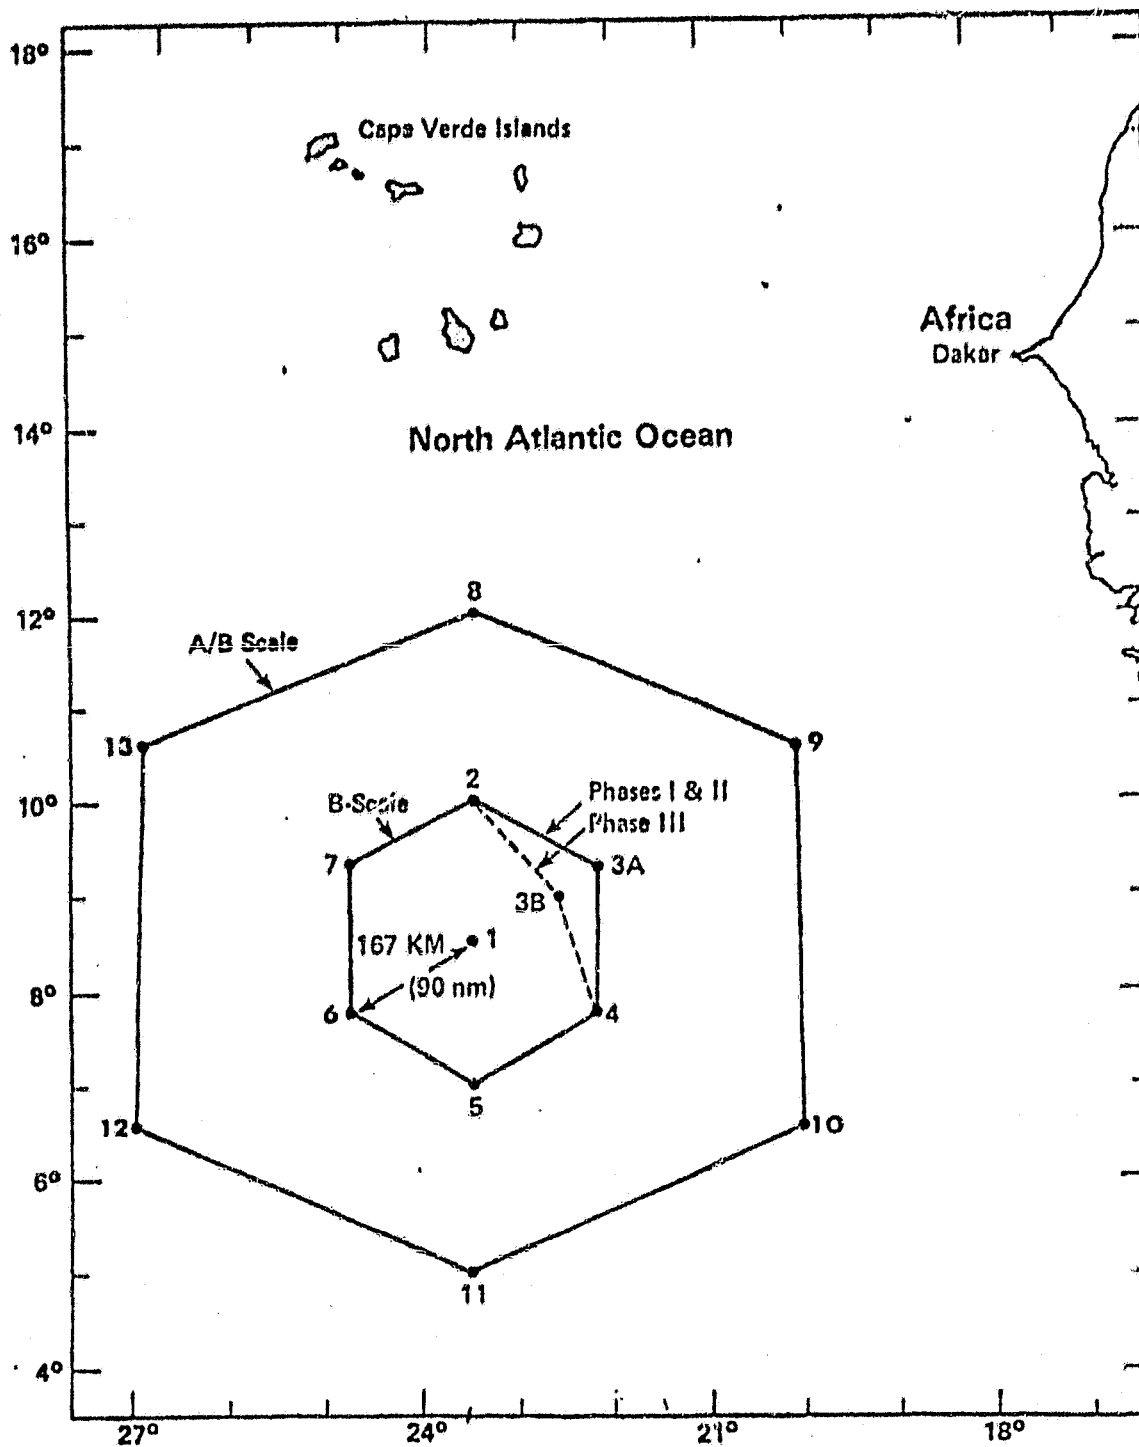 18°
Cape Verde Islands
16°
Africa
Dakar
14°
North Atlantic Ocean
8
12°
A/B Scale
13
9
2
Phases I & II
10°
B-Scale
Phase III
7
3A
3B
167 KM
1
(90 nm)
8°
6
4
5
12
10
6°
11
4°
27°
24°
21°
18°